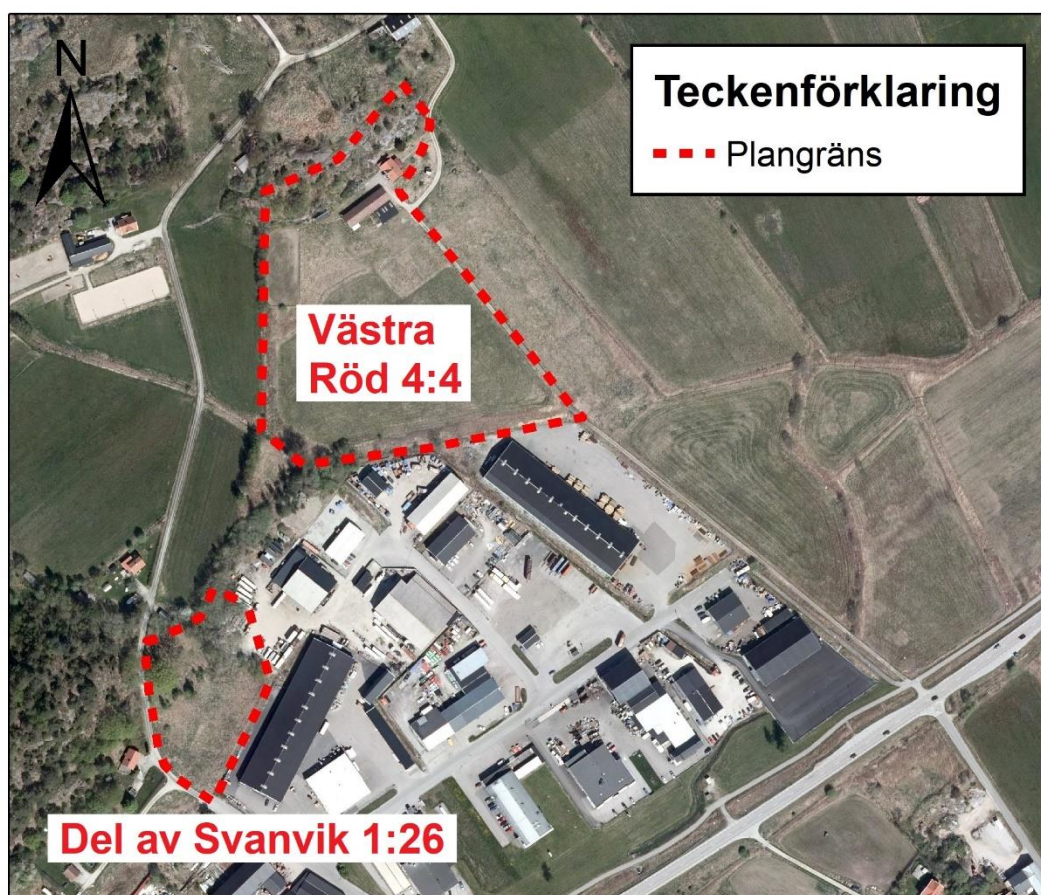 N
Teckenförklaring
Plangräns
Västra
Röd 4:4
Del av Svanvik 1:26